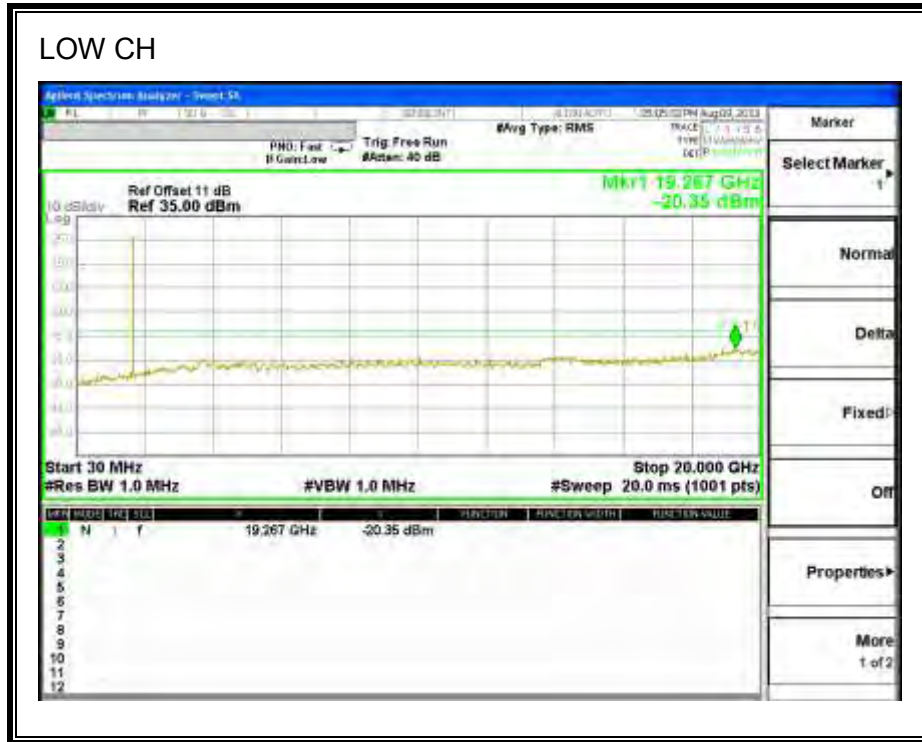 LOW CH
Agilent Spectrum Analyzer - Swept SA
#Avg Type: RMS
Marker
PNO: Fast
Trig: Free Run
IFGain:Low
#Atten: 40 dB
Select Marker
1
Mkr1 19.267 GHz
-20.35 dBm
Ref Offset 11 dB
10 dB/div
Ref 35.00 dBm
Log
Normal
Delta
Fixed
Start 30 MHz
Stop 20.000 GHz
#Res BW 1.0 MHz
#VBW 1.0 MHz
#Sweep 20.0 ms (1001 pts)
Off
MKR MODE TRC SCL X Y FUNCTION FUNCTION WIDTH FUNCTION VALUE
1 N 1 f 19.267 GHz -20.35 dBm
2
3
4
5
6
7
8
9
10
11
12
Properties
More
1 of 2